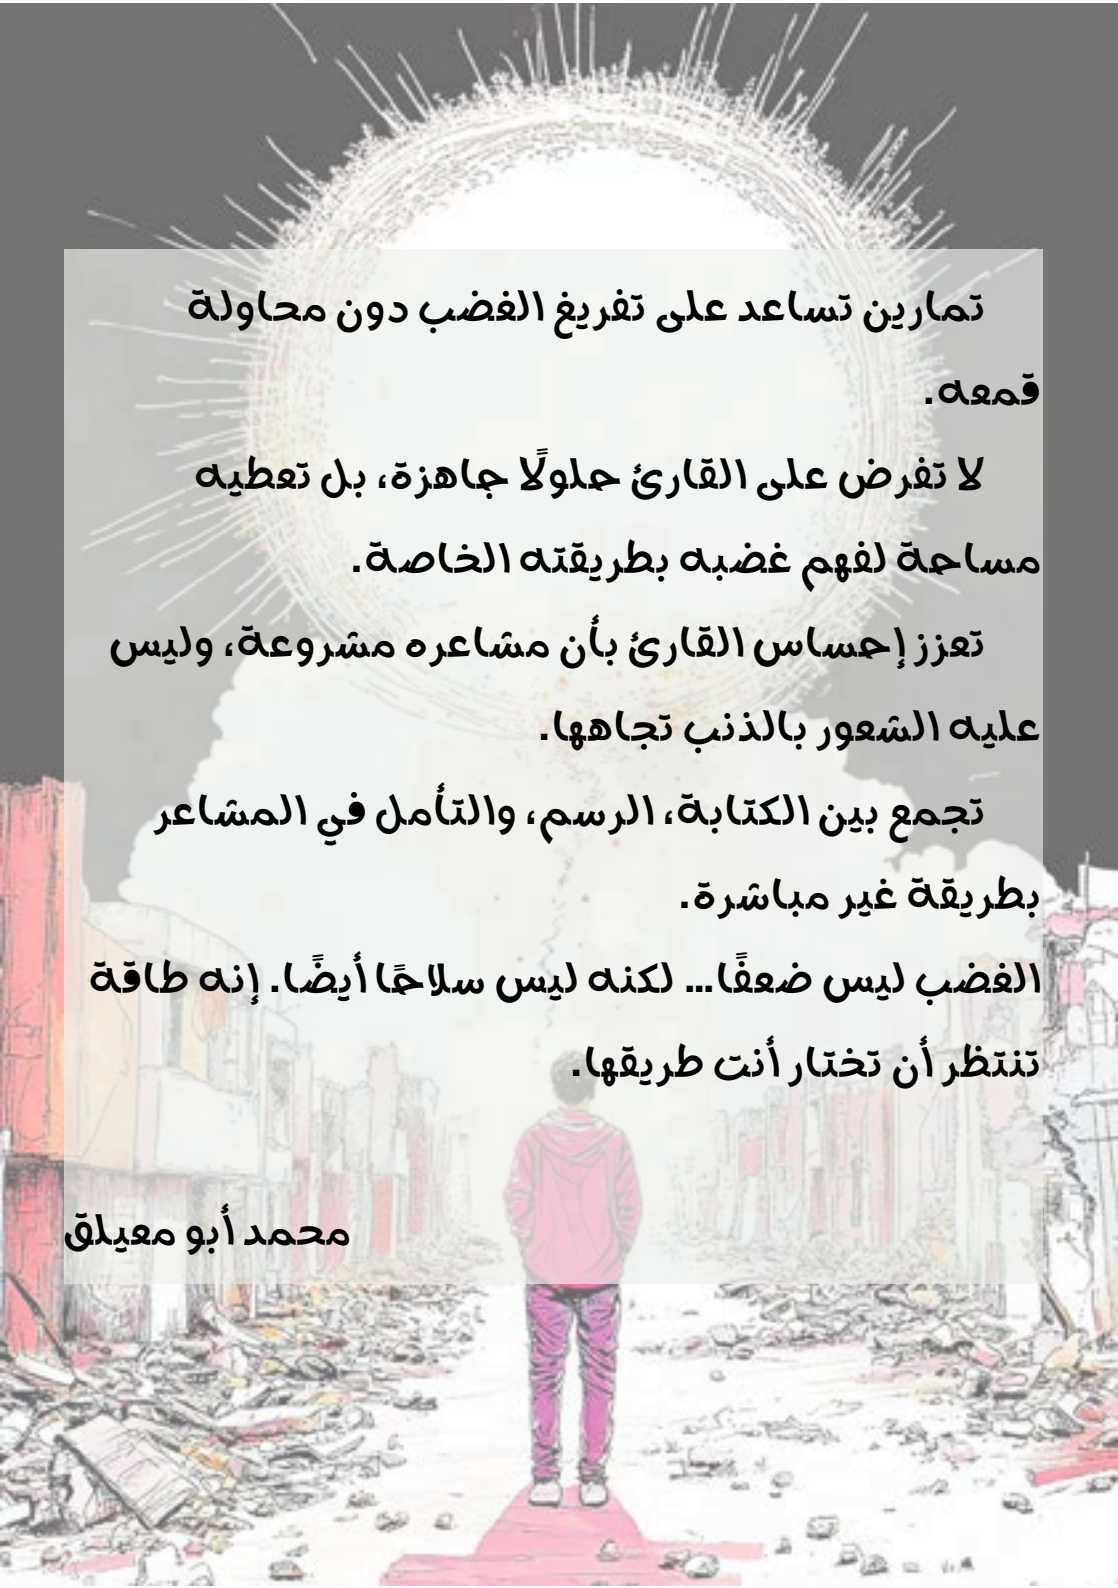 تمارين تساعد على تفريغ الغضب دون محاولة
قمعه.
لا تفرض على القارئ حلولًا جاهزة، بل تعطيه
مساحة لفهم غضبه بطريقته الخاصة.
تعزز إحساس القارئ بأن مشاعره مشروعة، وليس
عليه الشعور بالذنب تجاهها.
تجمع بين الكتابة، الرسم، والتأمل في المشاعر
بطريقة غير مباشرة.
الغضب ليس ضعفًا... لكنه ليس سلاحًا أيضًا. إنه طاقة
تنتظر أن تختار أنت طريقها.
محمد أبو معيلق